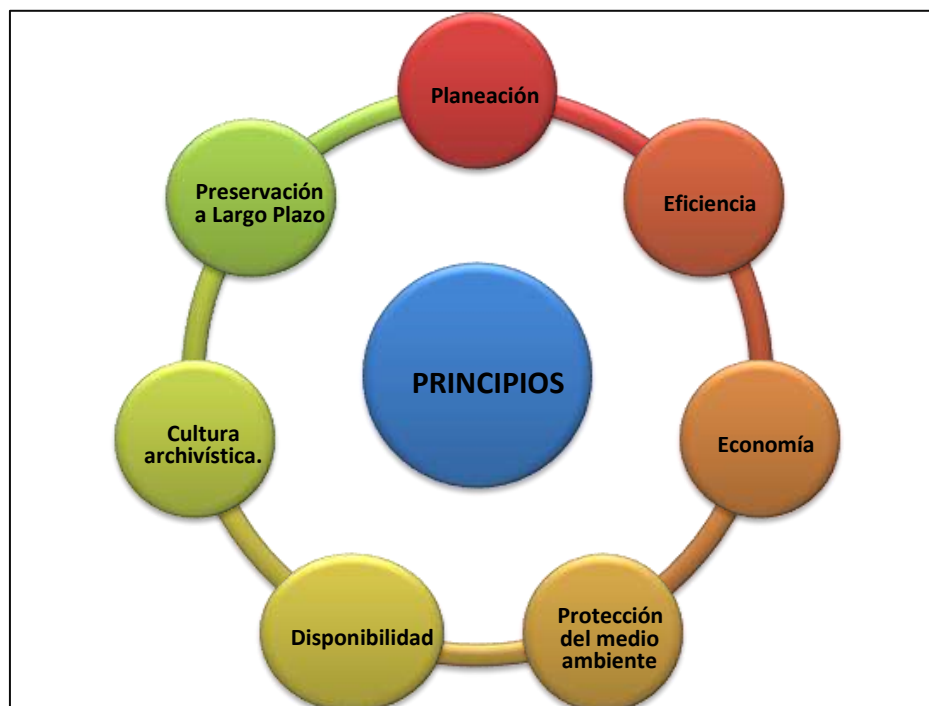 Planeación
Eficiencia
Economía
Protección
del medio
ambiente
Disponibilidad
Cultura
archivística.
Preservación
a Largo Plazo
PRINCIPIOS